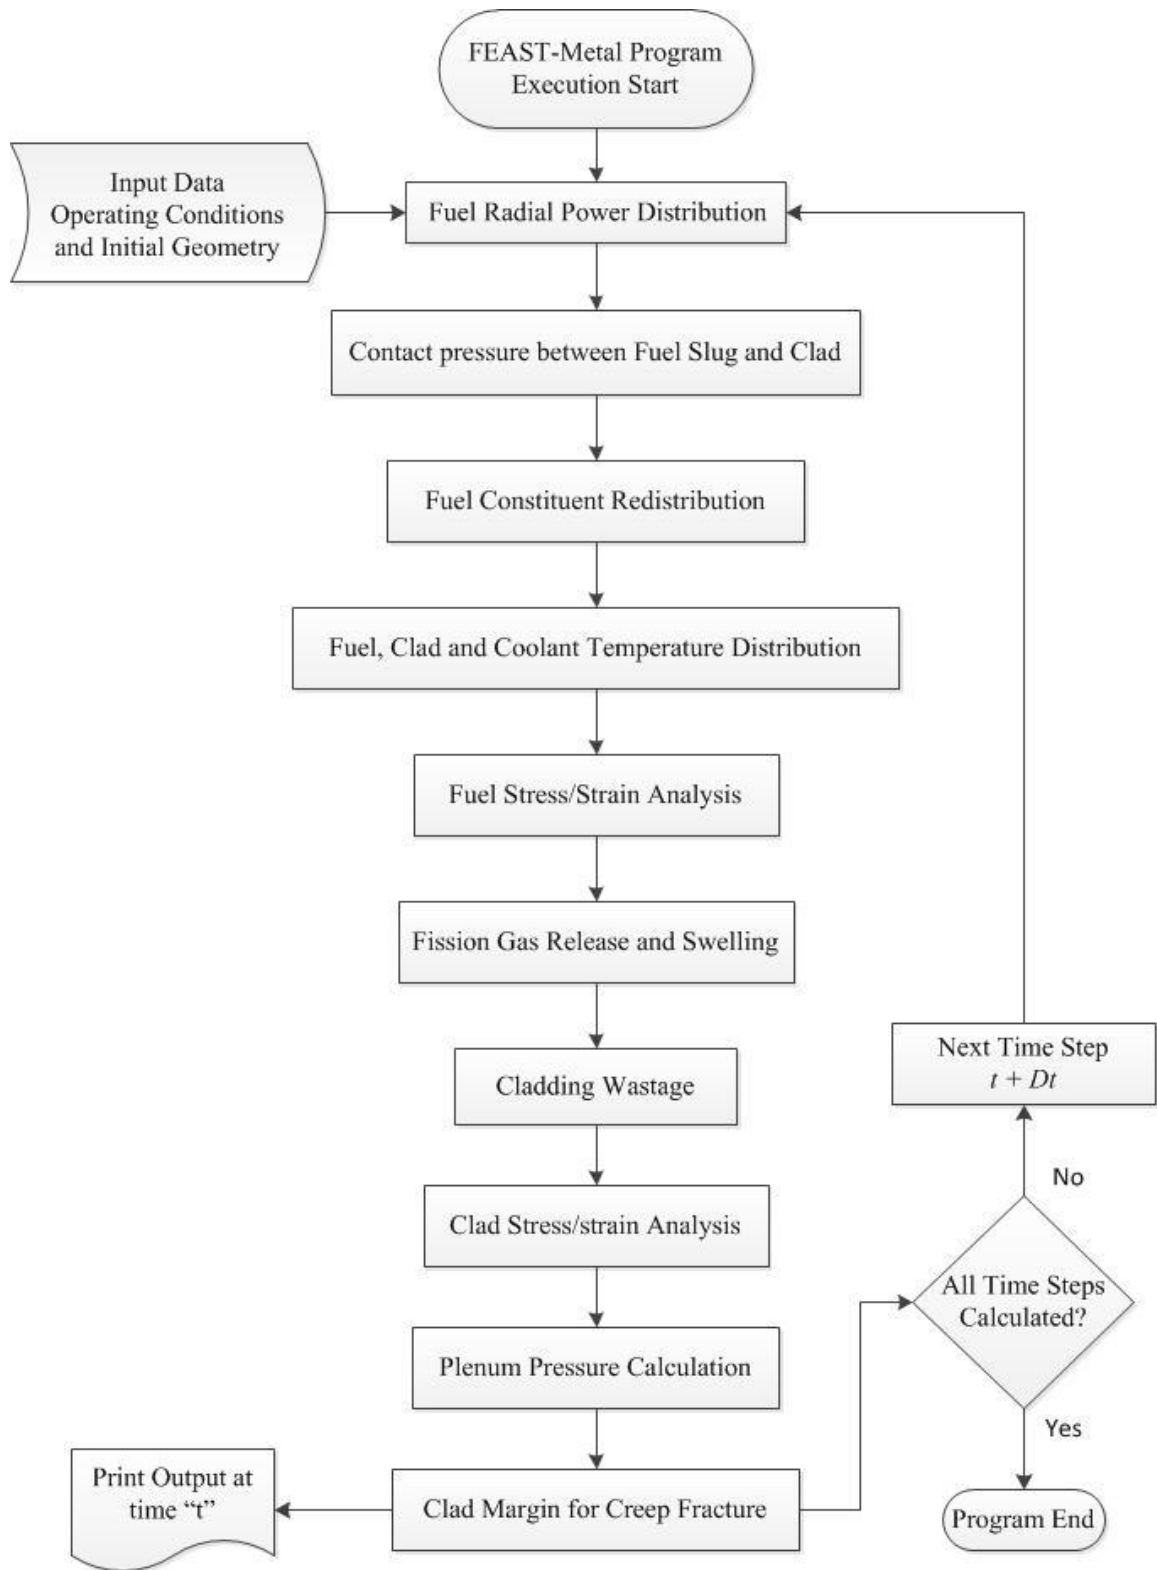 FEAST-Metal Program
Execution Start
Input Data
Operating Conditions
and Initial Geometry
Fuel Radial Power Distribution
Contact pressure between Fuel Slug and Clad
Fuel Constituent Redistribution
Fuel, Clad and Coolant Temperature Distribution
Fuel Stress/Strain Analysis
Fission Gas Release and Swelling
Cladding Wastage
Clad Stress/strain Analysis
Plenum Pressure Calculation
Clad Margin for Creep Fracture
Print Output at
time “t”
Next Time Step
t + Dt
No
All Time Steps
Calculated?
Yes
Program End